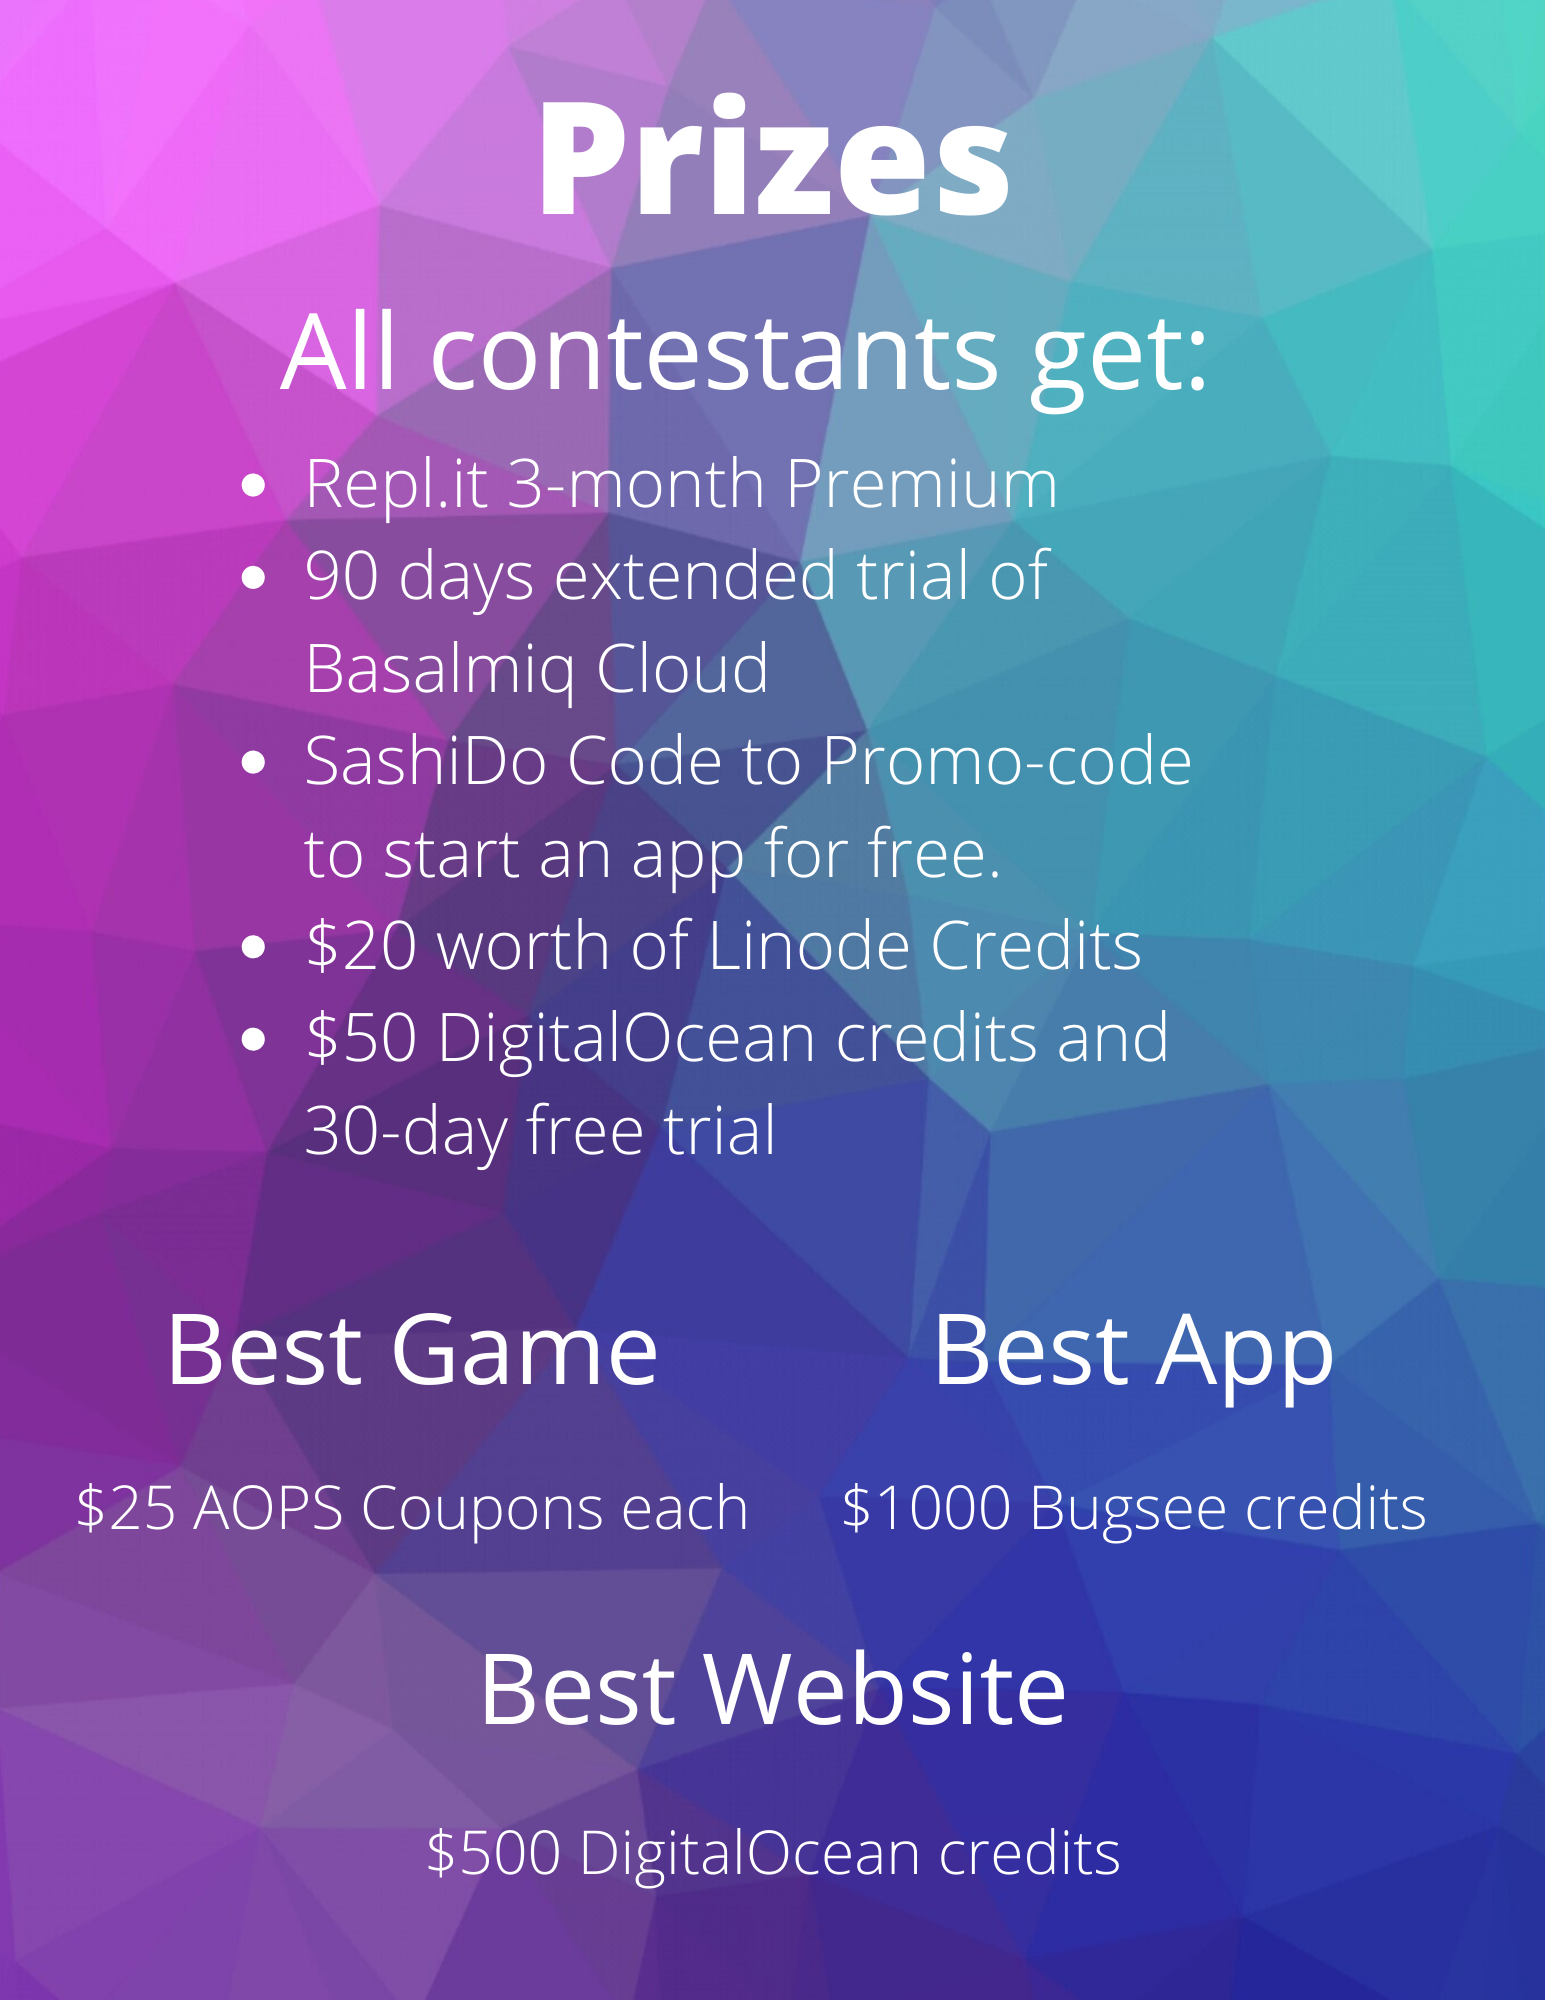 Prizes
All contestants get:
• Repl.it 3-month Premium
• 90 days extended trial of
Basalmiq Cloud
• SashiDo Code to Promo-code
to start an app for free.
• $20 worth of Linode Credits
• $50 DigitalOcean credits and
30-day free trial
Best Game
$25 AOPS Coupons each
Best App
$1000 Bugsee credits
Best Website
$500 DigitalOcean credits